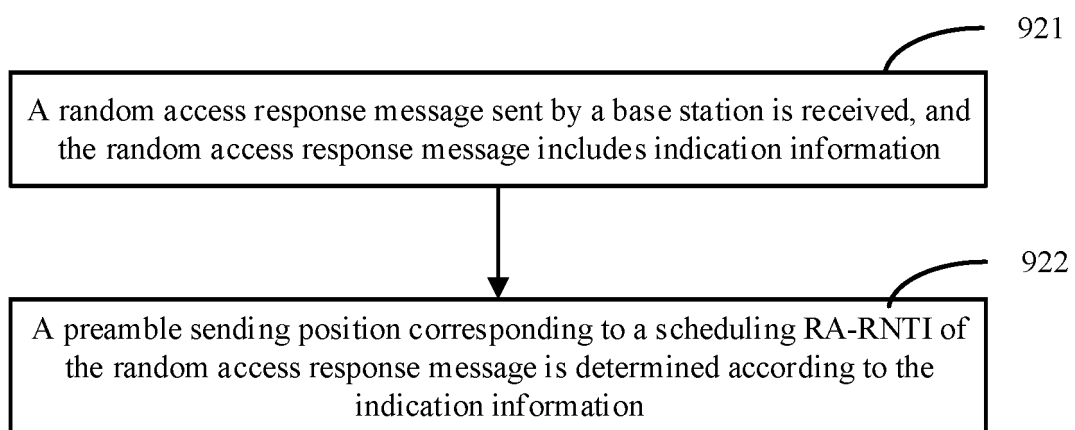 921
A random access response message sent by a base station is received, and
the random access response message includes indication information
922
A preamble sending position corresponding to a scheduling RA-RNTI of
the random access response message is determined according to the
indication information